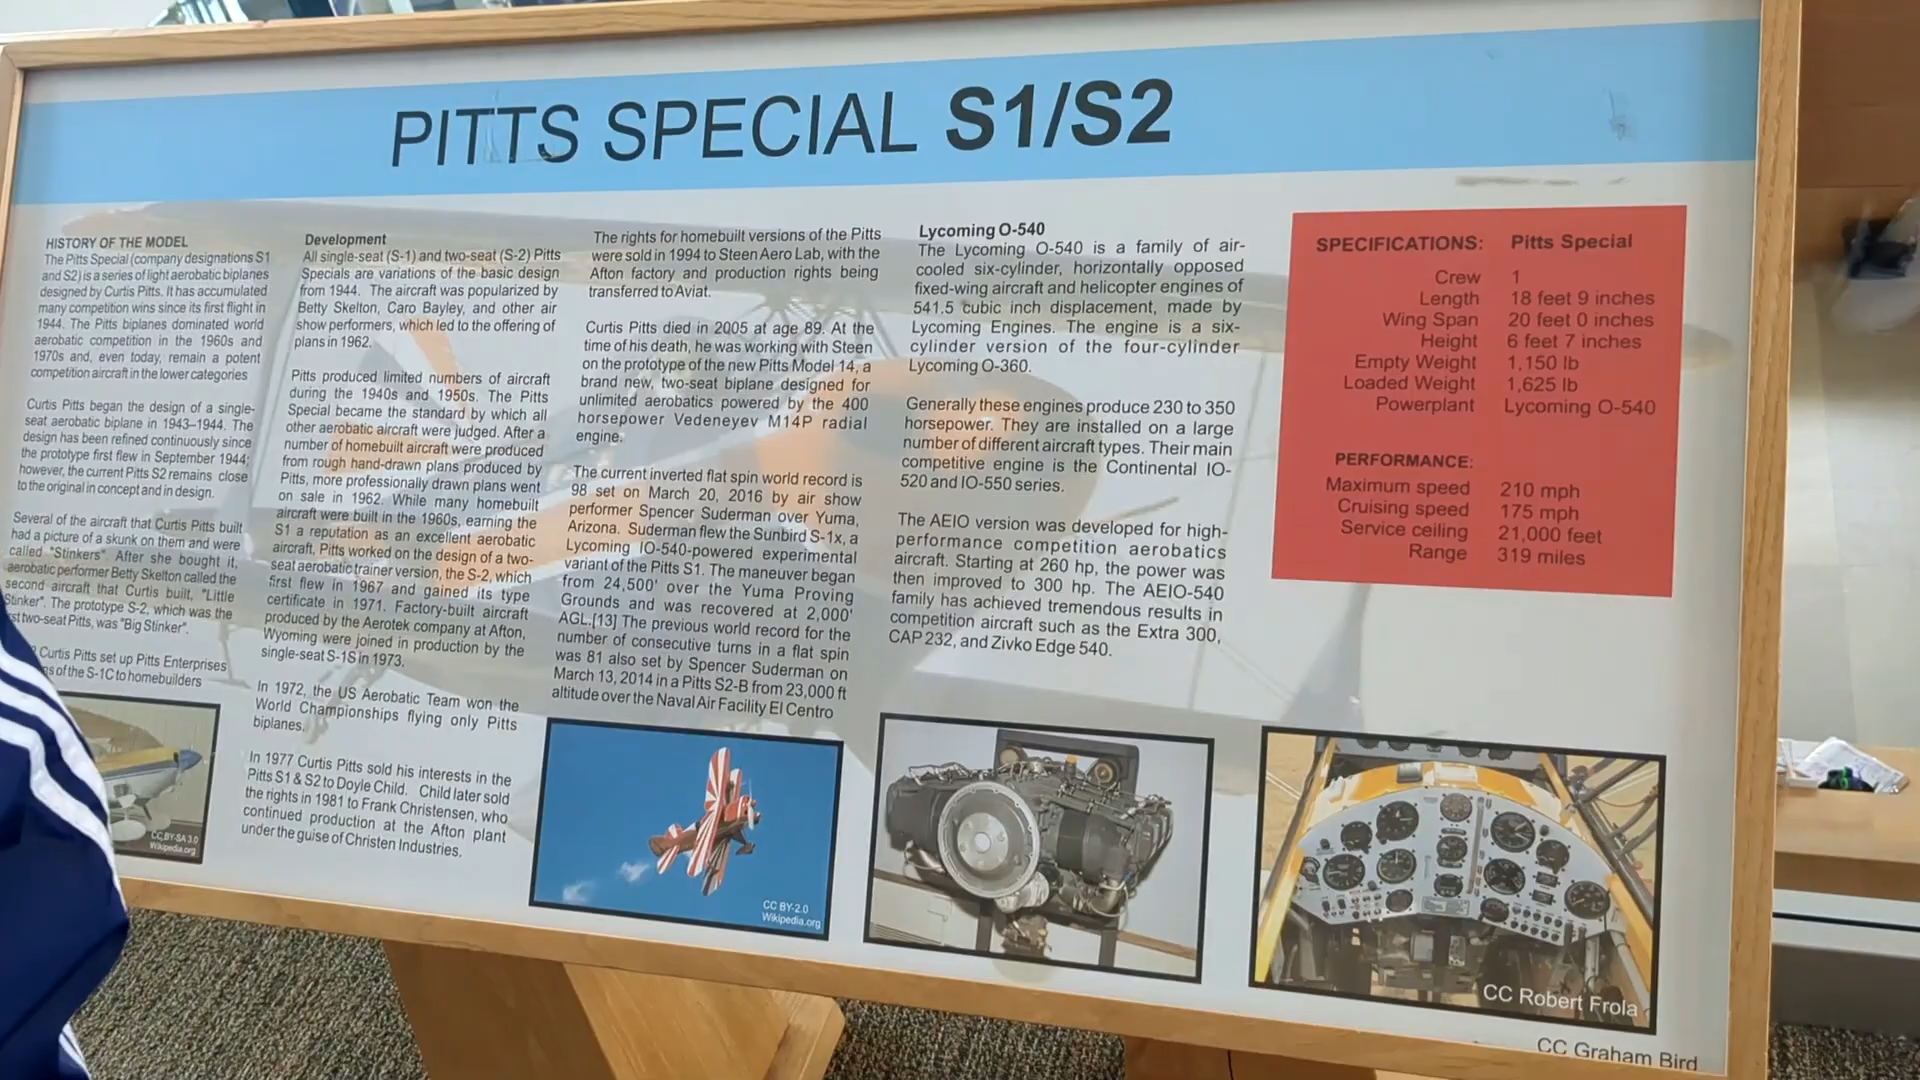 PITTS SPECIAL S1/S2
HISTORY OF THE MODEL
The Pitts Special (company designations S1
and S2) is a series of light aerobatic biplanes
designed by Curtis Pitts. It has accumulated
many competition wins since its first flight in
1944. The Pitts biplanes dominated world
aerobatic competition in the 1960s and
1970s and, even today, remain a potent
competition aircraft in the lower categories
Curtis Pitts began the design of a single-
seat aerobatic biplane in 1943–1944. The
design has been refined continuously since
the prototype first flew in September 1944;
however, the current Pitts S2 remains close
to the original in concept and in design.
Several of the aircraft that Curtis Pitts built
had a picture of a skunk on them and were
called "Stinkers". After she bought it,
aerobatic performer Betty Skelton called the
second aircraft that Curtis built, "Little
Stinker". The prototype S-2, which was the
two-seat Pitts, was "Big Stinker".
Curtis Pitts set up Pitts Enterprises
of the S-1C to homebuilders
CC BY-SA 3.0
Wikipedia.org
Development
All single-seat (S-1) and two-seat (S-2) Pitts
Specials are variations of the basic design
from 1944. The aircraft was popularized by
Betty Skelton, Caro Bayley, and other air
show performers, which led to the offering of
plans in 1962.
Pitts produced limited numbers of aircraft
during the 1940s and 1950s. The Pitts
Special became the standard by which all
other aerobatic aircraft were judged. After a
number of homebuilt aircraft were produced
from rough hand-drawn plans produced by
Pitts, more professionally drawn plans went
on sale in 1962. While many homebuilt
aircraft were built in the 1960s, earning the
S1 a reputation as an excellent aerobatic
aircraft, Pitts worked on the design of a two-
seat aerobatic trainer version, the S-2, which
first flew in 1967 and gained its type
certificate in 1971. Factory-built aircraft
produced by the Aerotek company at Afton,
Wyoming were joined in production by the
single-seat S-1S in 1973.
In 1972, the US Aerobatic Team won the
World Championships flying only Pitts
biplanes.
In 1977 Curtis Pitts sold his interests in the
Pitts S1 & S2 to Doyle Child. Child later sold
the rights in 1981 to Frank Christensen, who
continued production at the Afton plant
under the guise of Christen Industries.
The rights for homebuilt versions of the Pitts
were sold in 1994 to Steen Aero Lab, with the
Afton factory and production rights being
transferred to Aviat.
Curtis Pitts died in 2005 at age 89. At the
time of his death, he was working with Steen
on the prototype of the new Pitts Model 14, a
brand new, two-seat biplane designed for
unlimited aerobatics powered by the 400
horsepower Vedeneyev M14P radial
engine.
The current inverted flat spin world record is
98 set on March 20, 2016 by air show
performer Spencer Suderman over Yuma,
Arizona. Suderman flew the Sunbird S-1x, a
Lycoming IO-540-powered experimental
variant of the Pitts S1. The maneuver began
from 24,500' over the Yuma Proving
Grounds and was recovered at 2,000'
AGL.[13] The previous world record for the
number of consecutive turns in a flat spin
was 81 also set by Spencer Suderman on
March 13, 2014 in a Pitts S2-B from 23,000 ft
altitude over the Naval Air Facility El Centro
CC BY-2.0
Wikipedia.org
Lycoming O-540
The Lycoming O-540 is a family of air-
cooled six-cylinder, horizontally opposed
fixed-wing aircraft and helicopter engines of
541.5 cubic inch displacement, made by
Lycoming Engines. The engine is a six-
cylinder version of the four-cylinder
Lycoming O-360.
Generally these engines produce 230 to 350
horsepower. They are installed on a large
number of different aircraft types. Their main
competitive engine is the Continental IO-
520 and IO-550 series.
The AEIO version was developed for high-
performance competition aerobatics
aircraft. Starting at 260 hp, the power was
then improved to 300 hp. The AEIO-540
family has achieved tremendous results in
competition aircraft such as the Extra 300,
CAP 232, and Zivko Edge 540.
SPECIFICATIONS: Pitts Special
Crew 1
Length 18 feet 9 inches
Wing Span 20 feet 0 inches
Height 6 feet 7 inches
Empty Weight 1,150 lb
Loaded Weight 1,625 lb
Powerplant Lycoming O-540
PERFORMANCE:
Maximum speed 210 mph
Cruising speed 175 mph
Service ceiling 21,000 feet
Range 319 miles
CC Robert Frola
CC Graham Bird